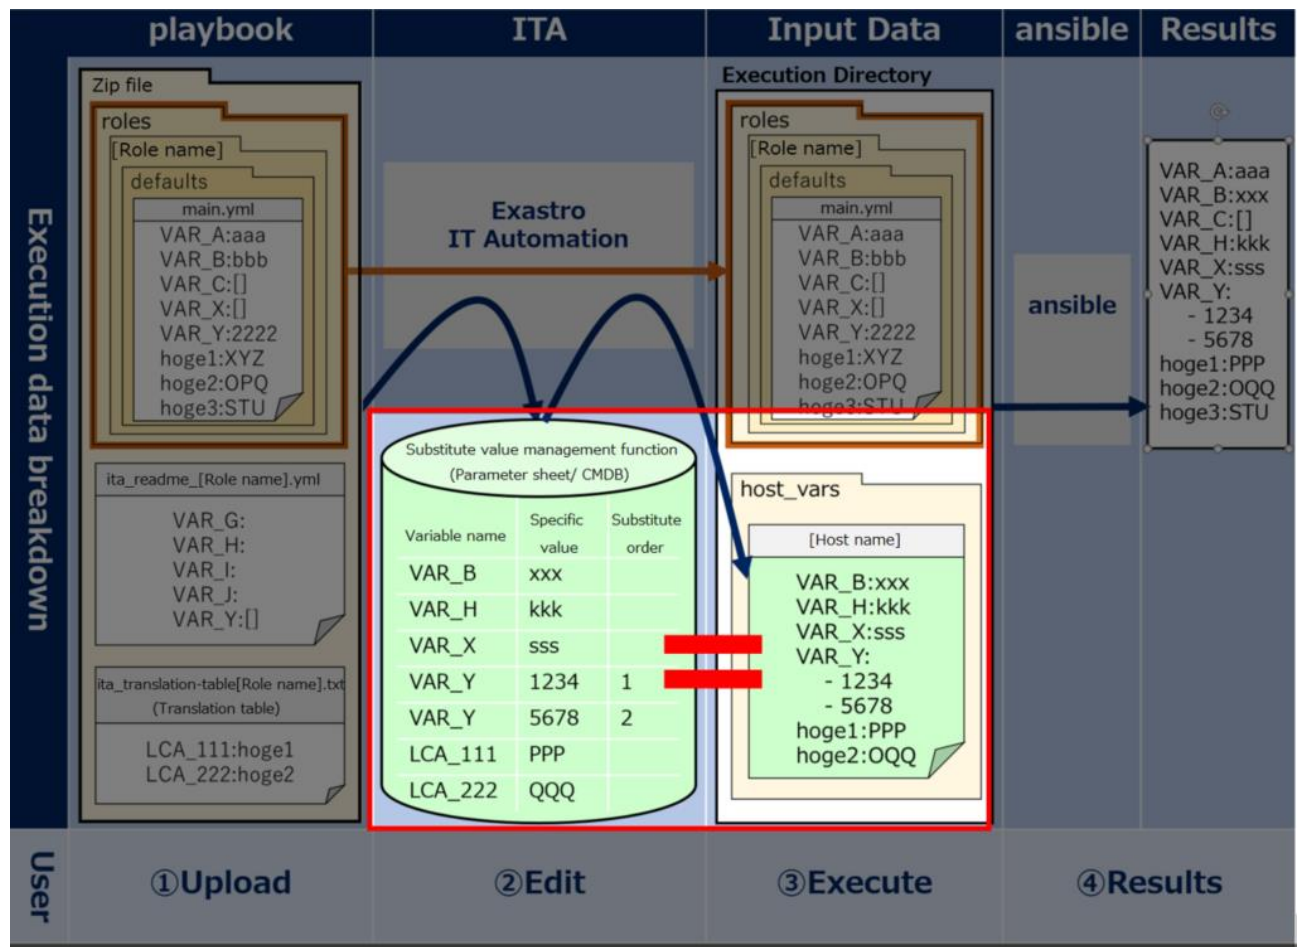 playbook
ITA
Input Data
ansible
Results
Execution data breakdown
Zip file
roles
[Role name]
defaults
main.yml
VAR_A:aaa
VAR_B:bbb
VAR_C:[]
VAR_X:[]
VAR_Y:2222
hoge1:XYZ
hoge2:OPQ
hoge3:STU
ita_readme_[Role name].yml
VAR_G:
VAR_H:
VAR_I:
VAR_J:
VAR_Y:[]
ita_translation-table[Role name].txt
(Translation table)
LCA_111:hoge1
LCA_222:hoge2
Exastro
IT Automation
Substitute value management function
(Parameter sheet/ CMDB)
Variable name Specific value Substitute order
VAR_B xxx
VAR_H kkk
VAR_X sss
VAR_Y 1234 1
VAR_Y 5678 2
LCA_111 PPP
LCA_222 QQQ
Execution Directory
roles
[Role name]
defaults
main.yml
VAR_A:aaa
VAR_B:bbb
VAR_C:[]
VAR_X:[]
VAR_Y:2222
hoge1:XYZ
hoge2:OPQ
hoge3:STU
host_vars
[Host name]
VAR_B:xxx
VAR_H:kkk
VAR_X:sss
VAR_Y:
- 1234
- 5678
hoge1:PPP
hoge2:OQQ
ansible
VAR_A:aaa
VAR_B:xxx
VAR_C:[]
VAR_H:kkk
VAR_X:sss
VAR_Y:
- 1234
- 5678
hoge1:PPP
hoge2:OQQ
hoge3:STU
User
①Upload
②Edit
③Execute
④Results